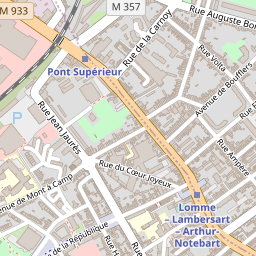 M 933
M 357
Rue de la Carnoy
Rue Auguste Bon
Pont Supérieur
Rue Volta
Avenue de Boufflers
Rue Jean Jaurès
Rue Ampère
Rue du Cœur Joyeux
Avenue de Mont à Camp
Lomme
– Lambersart
– Arthur-
Notebart
de la République
Rue H